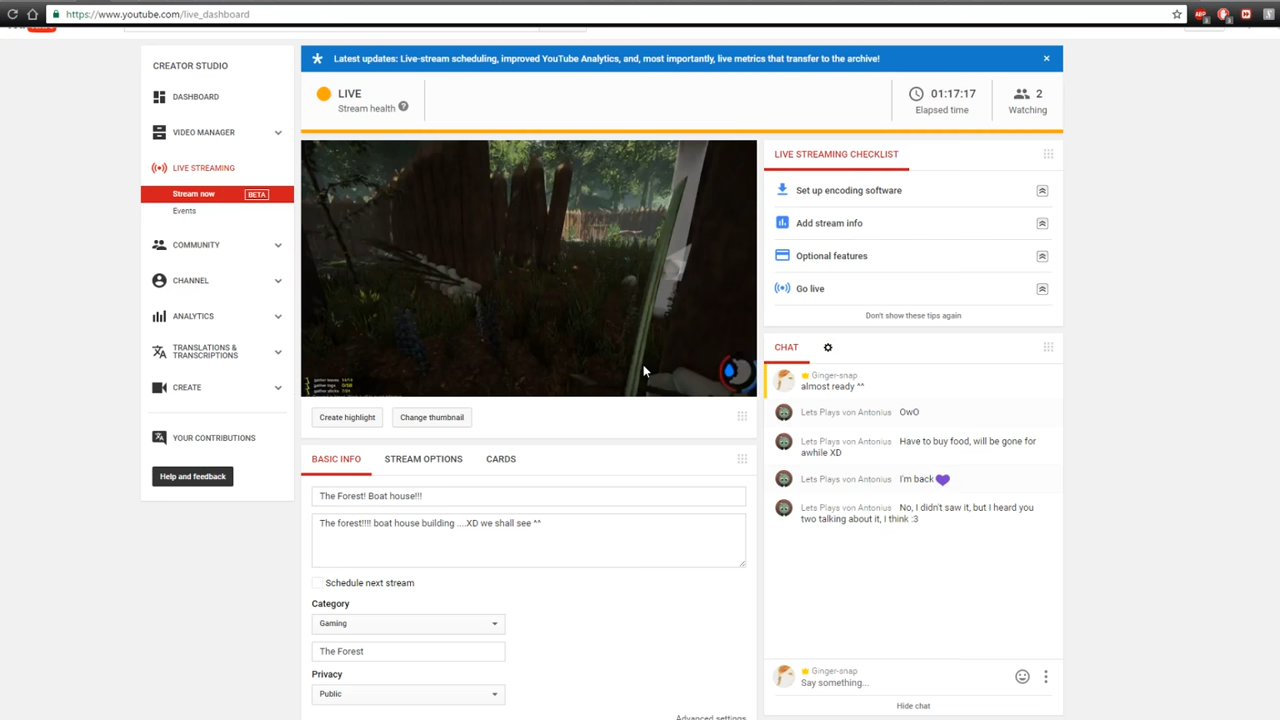 https://www.youtube.com/live_dashboard
CREATOR STUDIO
DASHBOARD
VIDEO MANAGER
LIVE STREAMING
Stream now BETA
Events
COMMUNITY
CHANNEL
ANALYTICS
TRANSLATIONS &
TRANSCRIPTIONS
CREATE
YOUR CONTRIBUTIONS
Help and feedback
Latest updates: Live-stream scheduling, improved YouTube Analytics, and, most importantly, live metrics that transfer to the archive!
LIVE
Stream health ?
01:17:17
Elapsed time
2
Watching
Create highlight
Change thumbnail
BASIC INFO STREAM OPTIONS CARDS
The Forest! Boat house!!!
The forest!!!! boat house building ....XD we shall see ^^
Schedule next stream
Category
Gaming
The Forest
Privacy
Public
Advanced settings
LIVE STREAMING CHECKLIST
Set up encoding software
Add stream info
Optional features
Go live
Don't show these tips again
CHAT
Ginger-snap
almost ready ^^
Lets Plays von Antonius OwO
Lets Plays von Antonius Have to buy food, will be gone for
awhile XD
Lets Plays von Antonius I'm back
Lets Plays von Antonius No, I didn't saw it, but I heard you
two talking about it, I think :3
Ginger-snap
Say something...
Hide chat